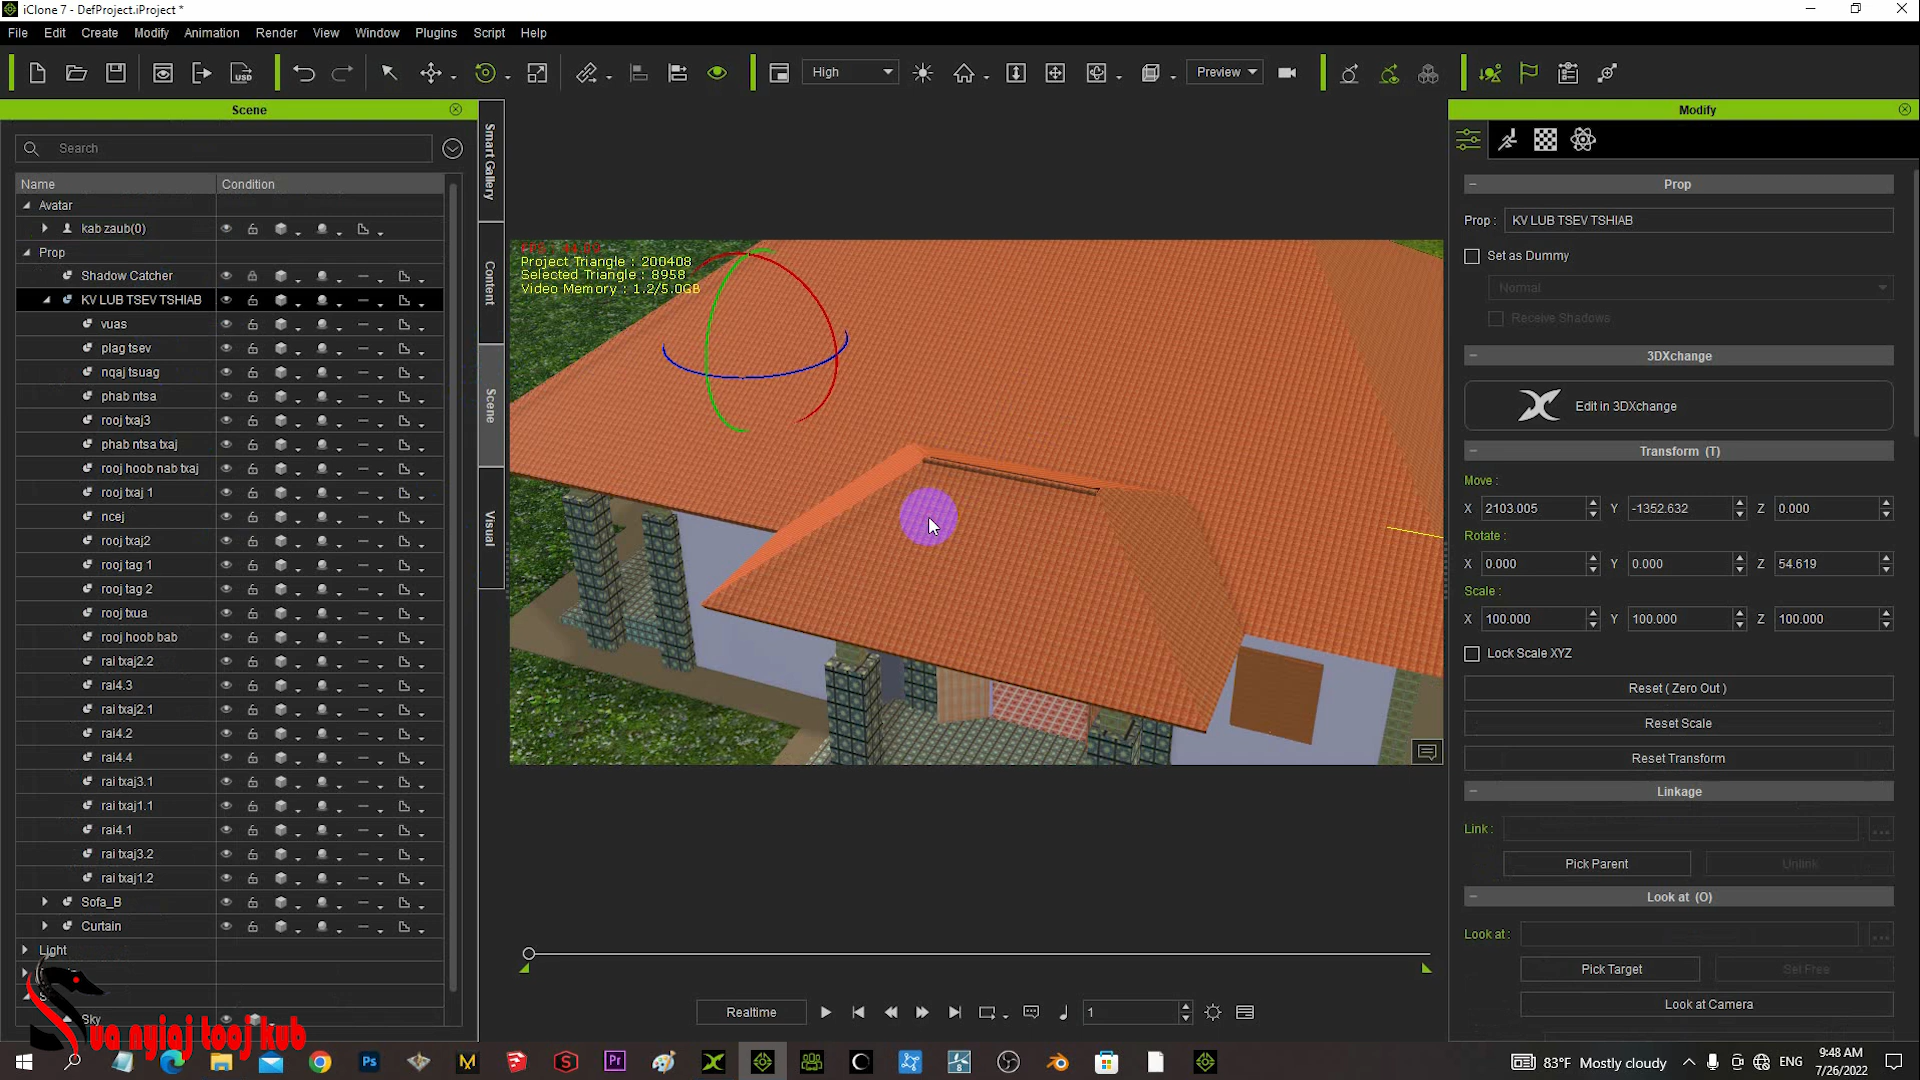 iClone 7 - DefProject.iProject *
File Edit Create Modify Animation Render View Window Plugins Script Help
USD High Preview
Scene
Search
Name Condition
Avatar
kab zaub(0)
Prop
Shadow Catcher
KV LUB TSEV TSHIAB
vuas
plag tsev
nqaj tsuag
phab ntsa
rooj txaj3
phab ntsa txaj
rooj hoob nab txaj
rooj txaj 1
ncej
rooj txaj2
rooj tag 1
rooj tag 2
rooj txua
rooj hoob bab
rai txaj2.2
rai4.3
rai txaj2.1
rai4.2
rai4.4
rai txaj3.1
rai txaj1.1
rai4.1
rai txaj3.2
rai txaj1.2
Sofa_B
Curtain
Light
Sky
ua nyiaj tooj kub
Smart Gallery
Content
Scene
Visual
Project Triangle : 200408
Selected Triangle : 8958
Video Memory : 1.2/5.0GB
Realtime 1
Modify
Prop
Prop : KV LUB TSEV TSHIAB
Set as Dummy
Normal
Receive Shadows
3DXchange
Edit in 3DXchange
Transform (T)
Move :
X 2103.005 Y -1352.632 Z 0.000
Rotate :
X 0.000 Y 0.000 Z 54.619
Scale :
X 100.000 Y 100.000 Z 100.000
Lock Scale XYZ
Reset ( Zero Out )
Reset Scale
Reset Transform
Linkage
Link :
Pick Parent Unlink
Look at (O)
Look at :
Pick Target Set Free
Look at Camera
Ps Pr 8
83°F Mostly cloudy ENG
9:48 AM
7/26/2022